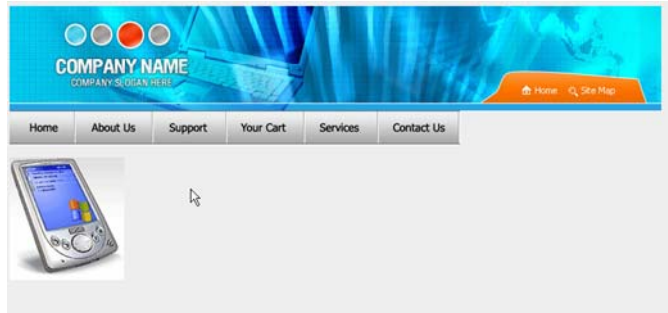 COMPANY NAME
COMPANY SLOGAN HERE
Home Site Map
Home About Us Support Your Cart Services Contact Us